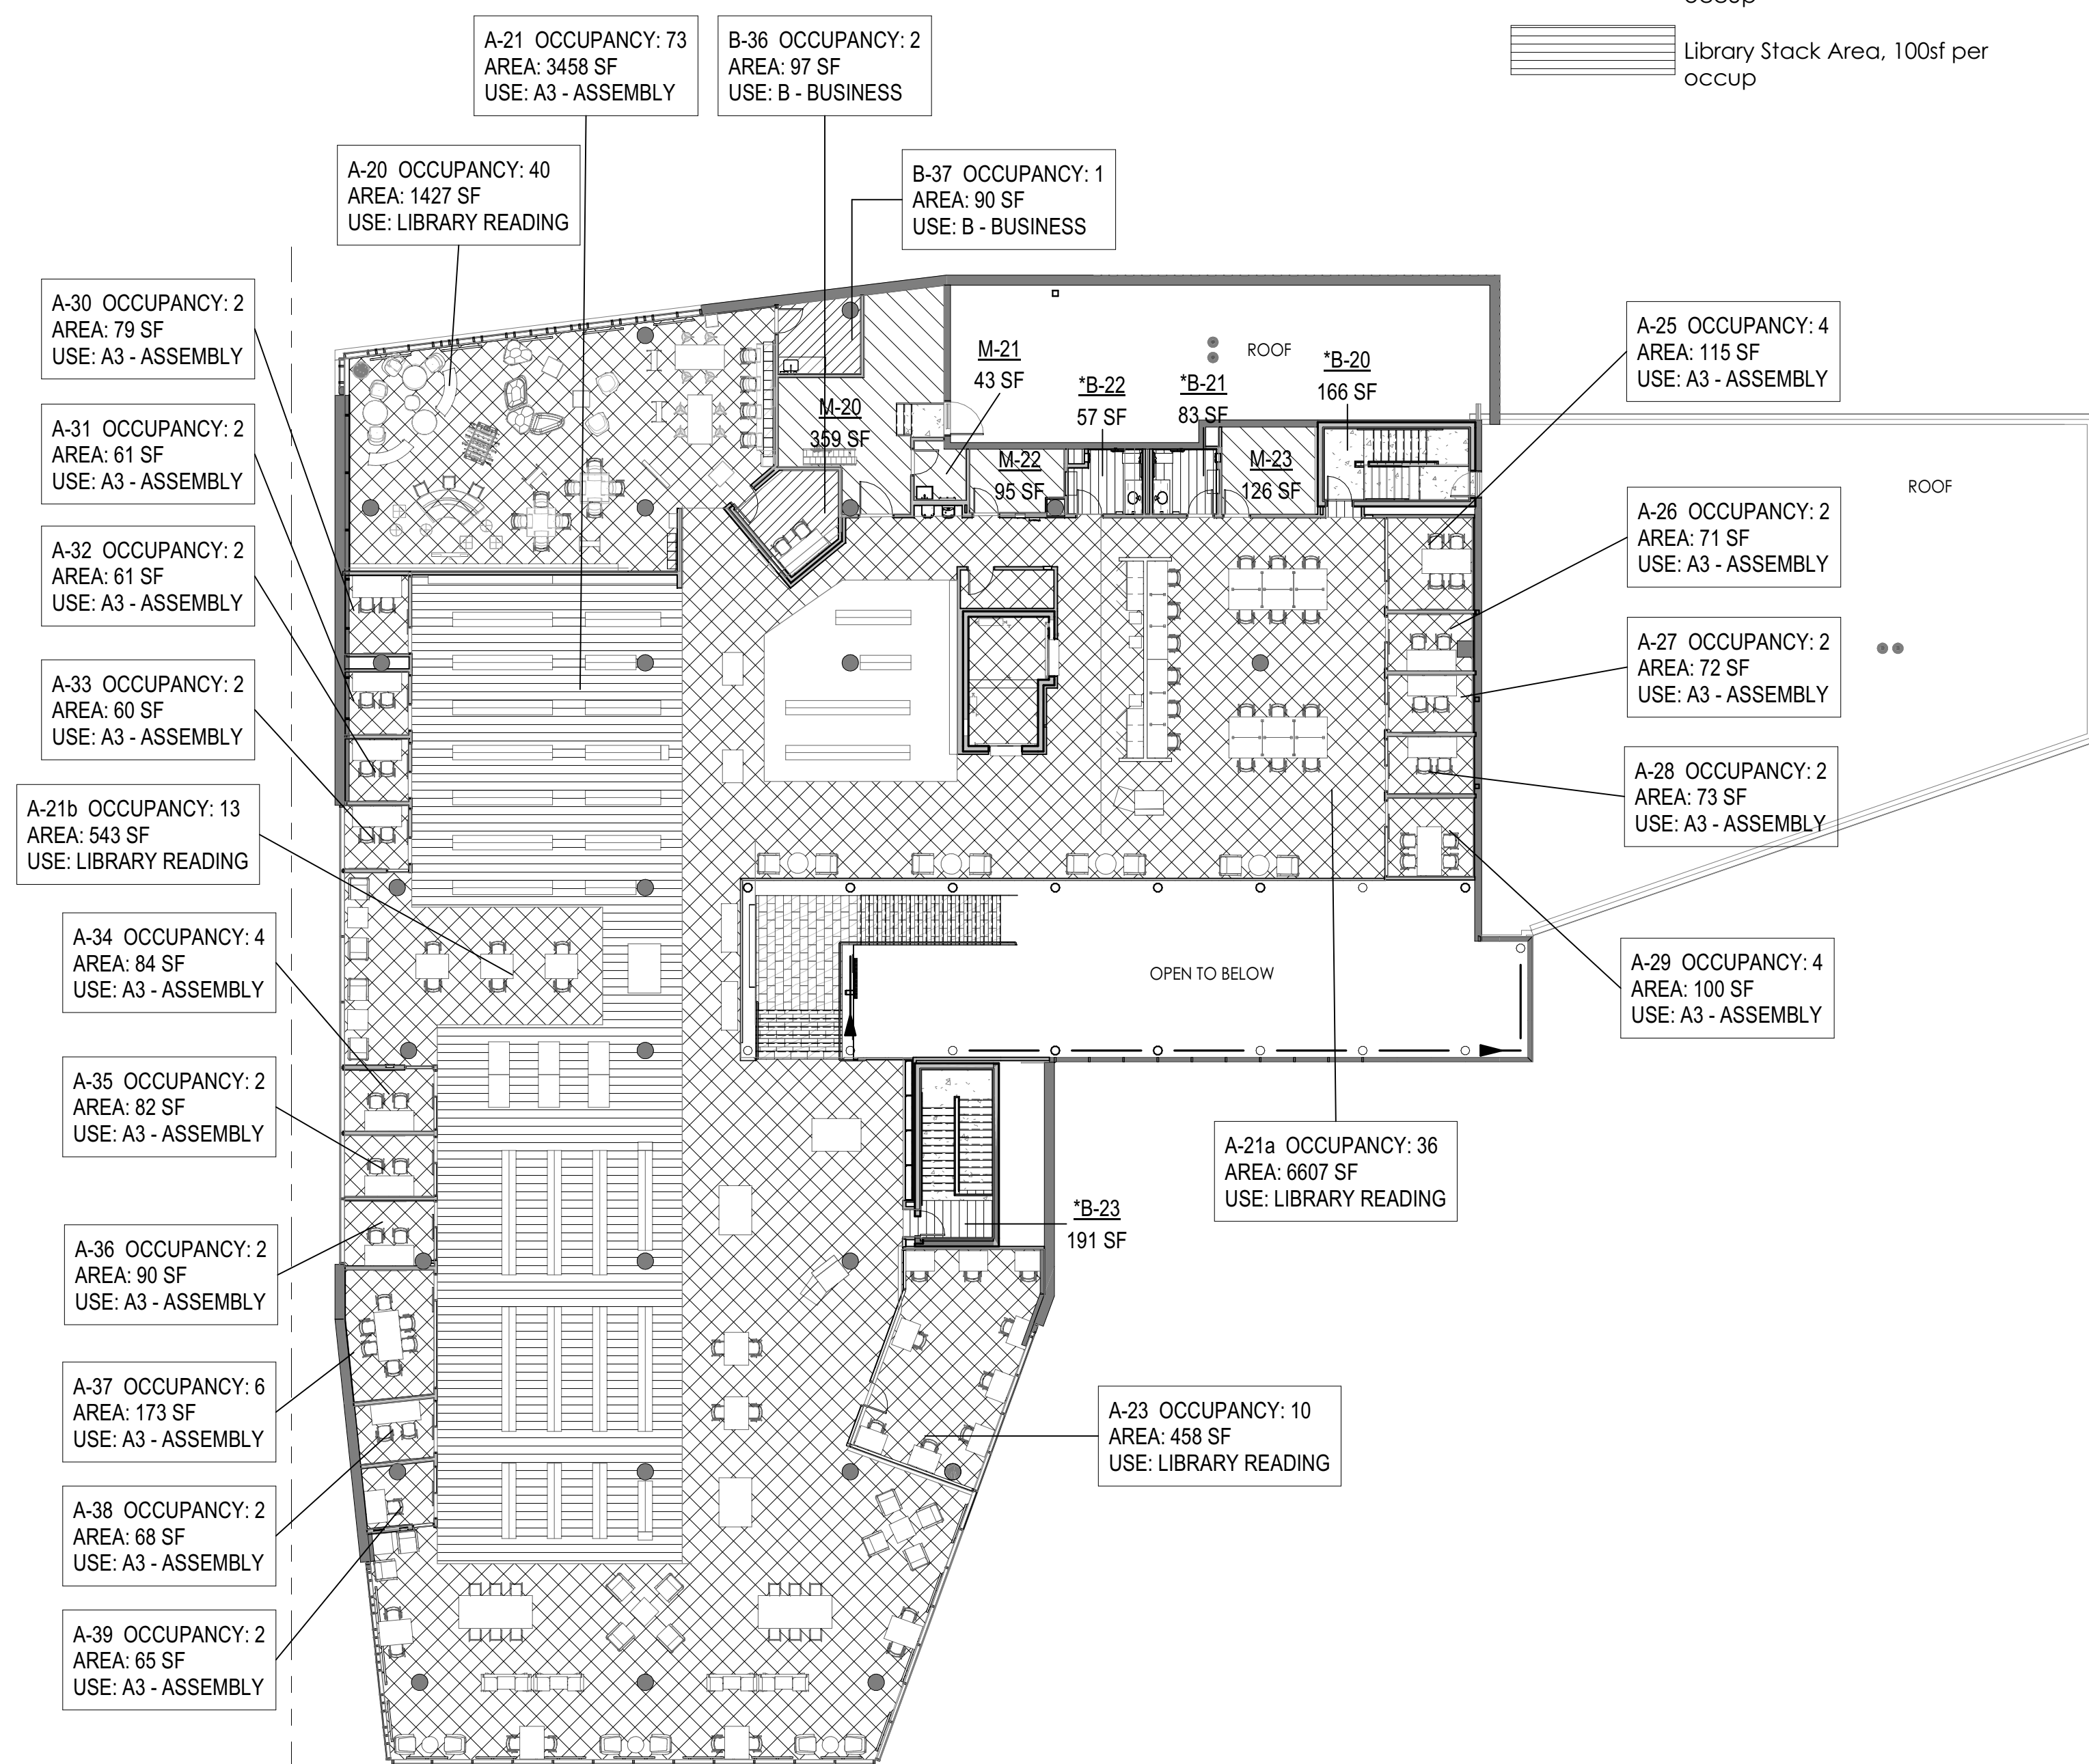 occup
Library Stack Area, 100sf per
occup
A-21 OCCUPANCY: 73
AREA: 3458 SF
USE: A3 - ASSEMBLY
B-36 OCCUPANCY: 2
AREA: 97 SF
USE: B - BUSINESS
A-20 OCCUPANCY: 40
AREA: 1427 SF
USE: LIBRARY READING
B-37 OCCUPANCY: 1
AREA: 90 SF
USE: B - BUSINESS
A-30 OCCUPANCY: 2
AREA: 79 SF
USE: A3 - ASSEMBLY
A-31 OCCUPANCY: 2
AREA: 61 SF
USE: A3 - ASSEMBLY
A-32 OCCUPANCY: 2
AREA: 61 SF
USE: A3 - ASSEMBLY
A-33 OCCUPANCY: 2
AREA: 60 SF
USE: A3 - ASSEMBLY
A-21b OCCUPANCY: 13
AREA: 543 SF
USE: LIBRARY READING
A-34 OCCUPANCY: 4
AREA: 84 SF
USE: A3 - ASSEMBLY
A-35 OCCUPANCY: 2
AREA: 82 SF
USE: A3 - ASSEMBLY
A-36 OCCUPANCY: 2
AREA: 90 SF
USE: A3 - ASSEMBLY
A-37 OCCUPANCY: 6
AREA: 173 SF
USE: A3 - ASSEMBLY
A-38 OCCUPANCY: 2
AREA: 68 SF
USE: A3 - ASSEMBLY
A-39 OCCUPANCY: 2
AREA: 65 SF
USE: A3 - ASSEMBLY
M-20
359 SF
M-21
43 SF
M-22
95 SF
*B-22
57 SF
*B-21
83 SF
ROOF
M-23
126 SF
*B-20
166 SF
ROOF
A-25 OCCUPANCY: 4
AREA: 115 SF
USE: A3 - ASSEMBLY
A-26 OCCUPANCY: 2
AREA: 71 SF
USE: A3 - ASSEMBLY
A-27 OCCUPANCY: 2
AREA: 72 SF
USE: A3 - ASSEMBLY
A-28 OCCUPANCY: 2
AREA: 73 SF
USE: A3 - ASSEMBLY
A-29 OCCUPANCY: 4
AREA: 100 SF
USE: A3 - ASSEMBLY
OPEN TO BELOW
A-21a OCCUPANCY: 36
AREA: 6607 SF
USE: LIBRARY READING
*B-23
191 SF
A-23 OCCUPANCY: 10
AREA: 458 SF
USE: LIBRARY READING